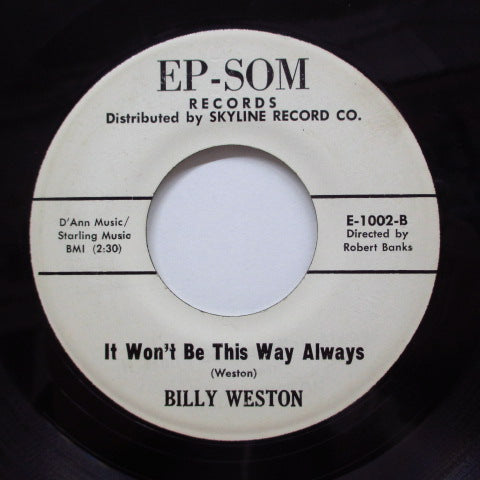 EP-SOM
RECORDS
Distributed by SKYLINE RECORD CO.
D'Ann Music/
Starling Music
BMI (2:30)
E-1002-B
Directed by
Robert Banks
It Won't Be This Way Always
(Weston)
BILLY WESTON